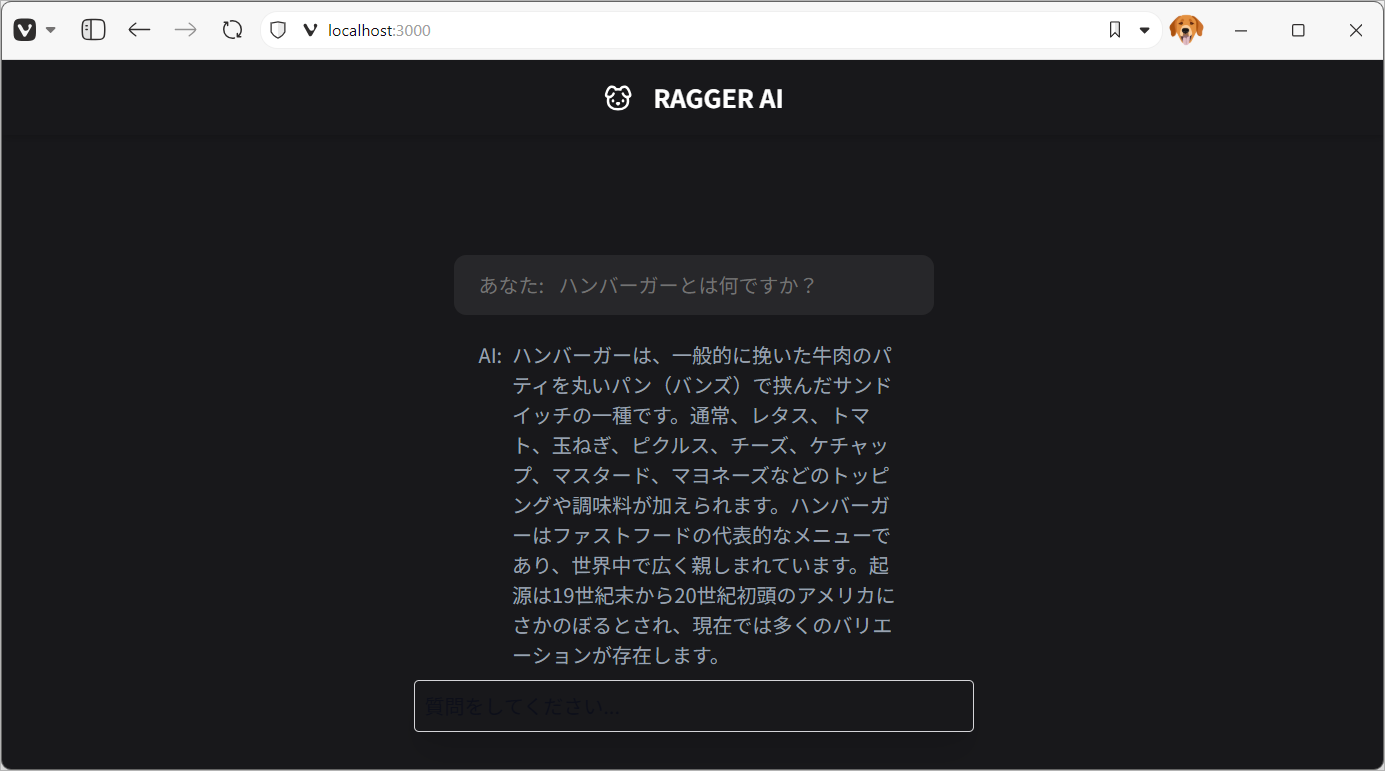 localhost:3000
RAGGER AI
あなた: ハンバーガーとは何ですか？
AI: ハンバーガーは、一般的に挽いた牛肉のパ
ティを丸いパン（バンズ）で挟んだサンド
イッチの一種です。通常、レタス、トマ
ト、玉ねぎ、ピクルス、チーズ、ケチャッ
プ、マスタード、マヨネーズなどのトッピ
ングや調味料が加えられます。ハンバーガ
ーはファストフードの代表的なメニューで
あり、世界中で広く親しまれています。起
源は19世紀末から20世紀初頭のアメリカに
さかのぼるとされ、現在では多くのバリエ
ーションが存在します。
質問をしてください...